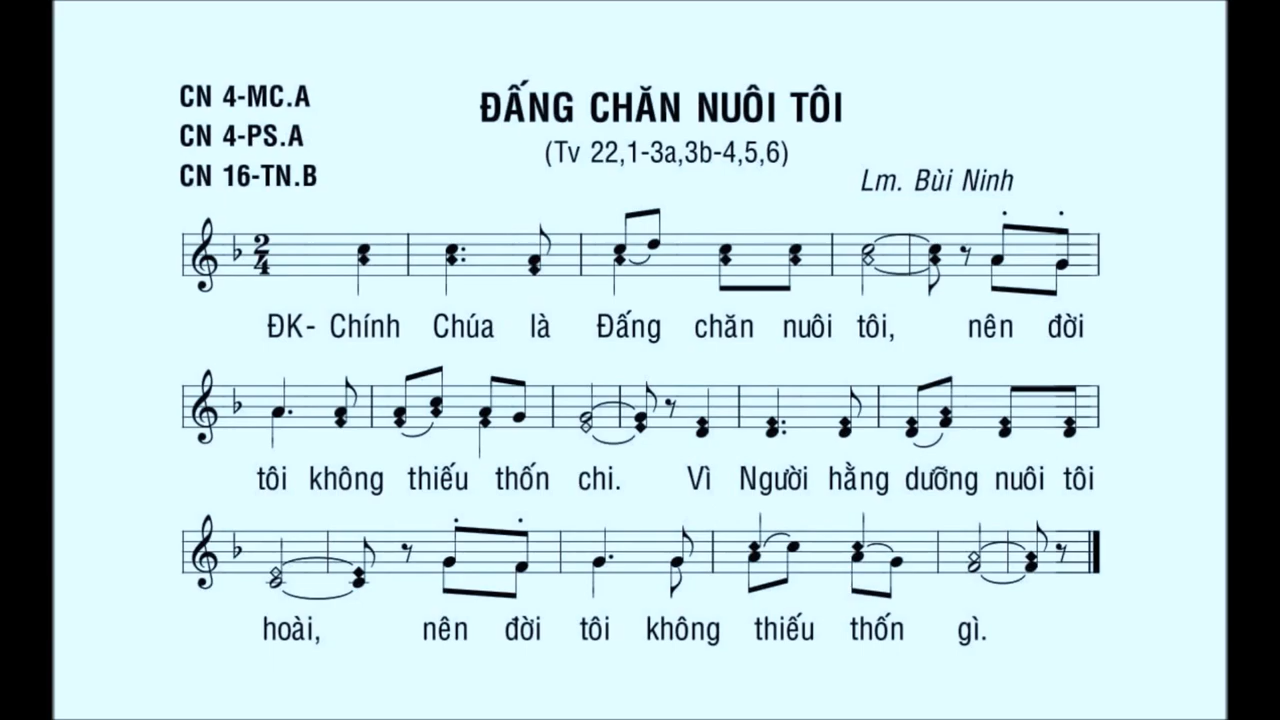 CN 4-MC.A
CN 4-PS.A
CN 16-TN.B
ĐẤNG CHĂN NUÔI TÔI
(Tv 22,1-3a,3b-4,5,6)
Lm. Bùi Ninh
2
4
ĐK- Chính Chúa là Đấng chăn nuôi tôi, nên đời
tôi không thiếu thốn chi. Vì Người hằng dưỡng nuôi tôi
hoài, nên đời tôi không thiếu thốn gì.